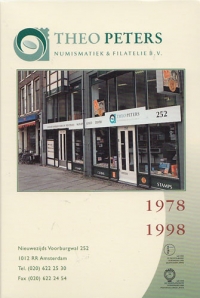 THEO PETERS
NUMISMATIEK & FILATELIE B.V.
PETERS
252
STAMPS
1978
1998
Nieuwezijds Voorburgwal 252
1012 RR Amsterdam
Tel (020) 622 25 30
Fax (020) 622 24 54